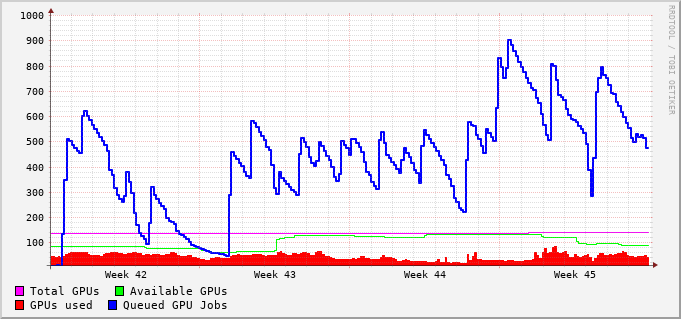 1000
900
800
700
600
500
400
300
200
100
Week 42 Week 43 Week 44 Week 45
Total GPUs Available GPUs
GPUs used Queued GPU Jobs
RRDTOOL / TOBI OETIKER